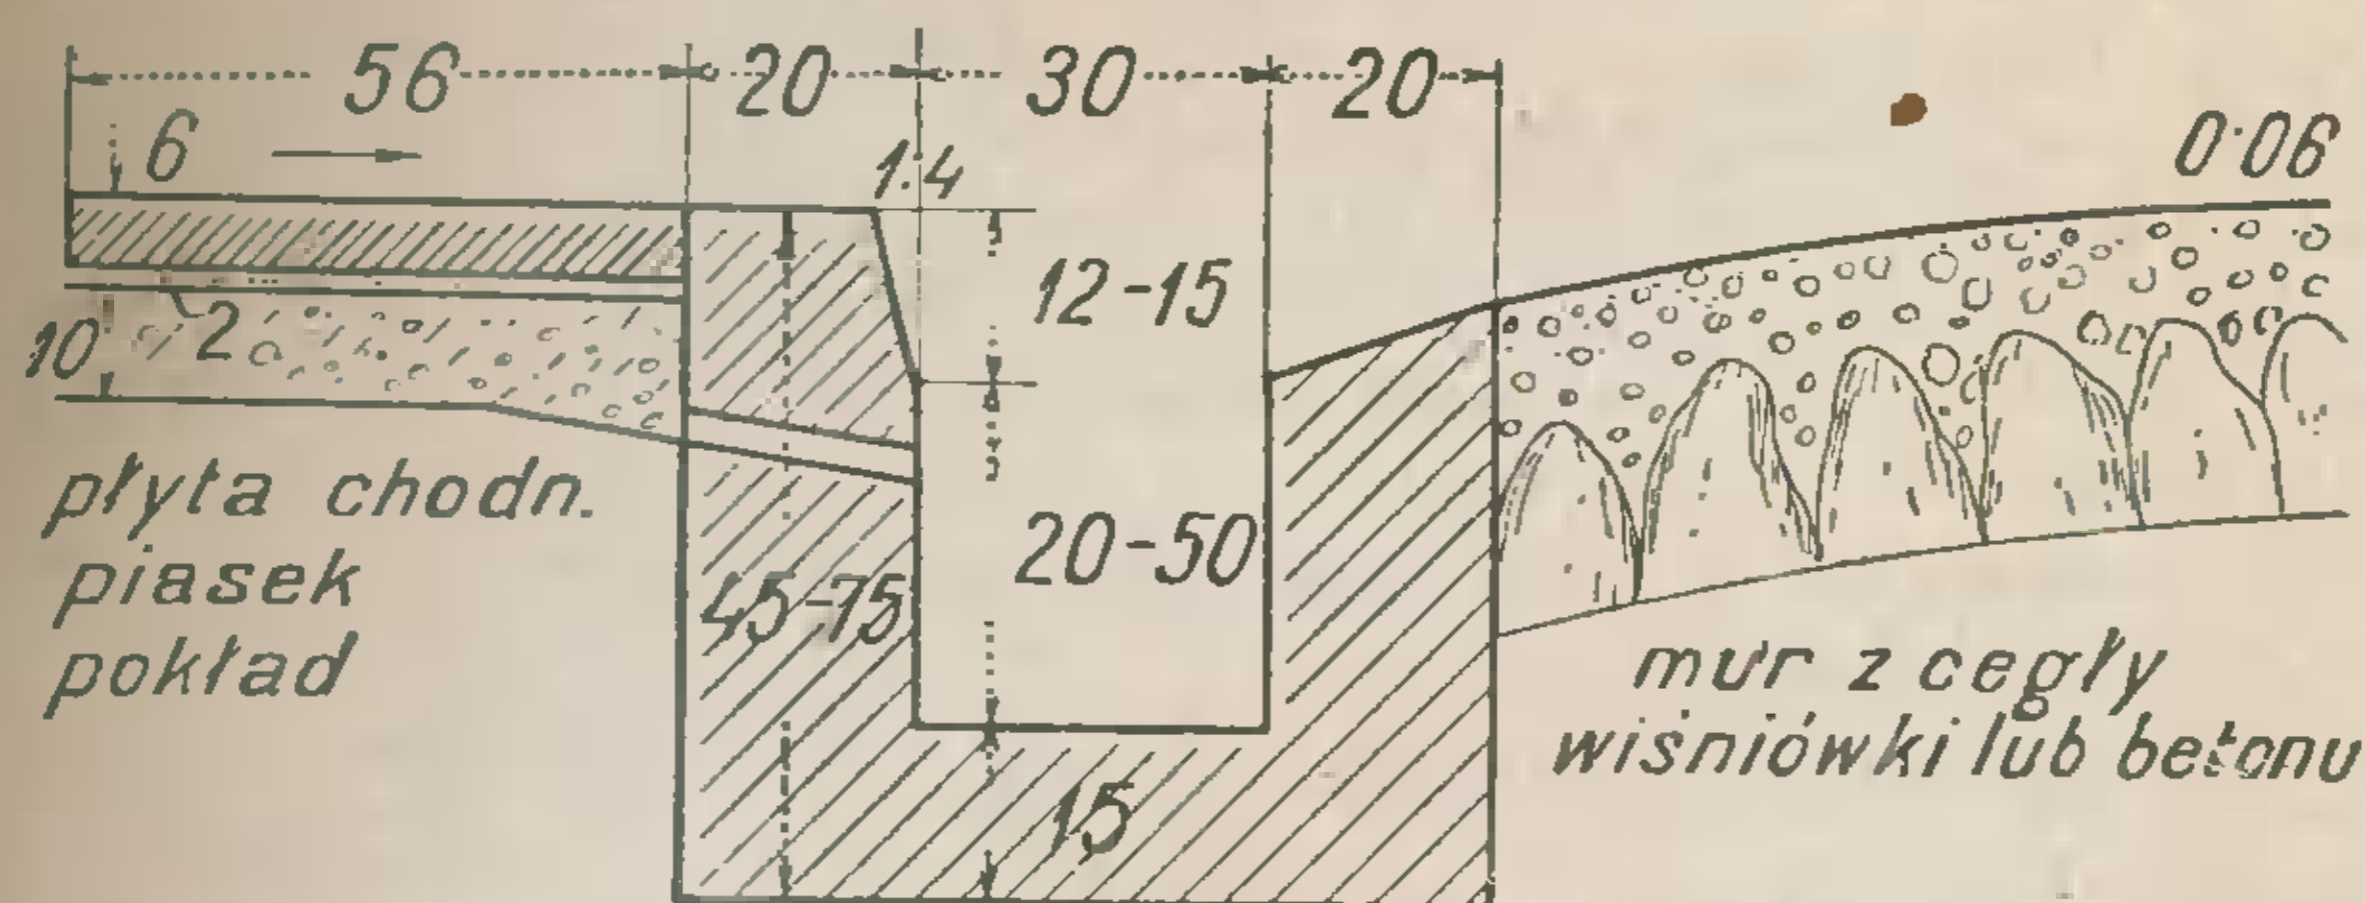 56 20 30 20
6 1:4 0·06
12-15
10 2
20-50
45-75
15
płyta chodn.
piasek
pokład
mur z cegły
wiśniówki lub betonu